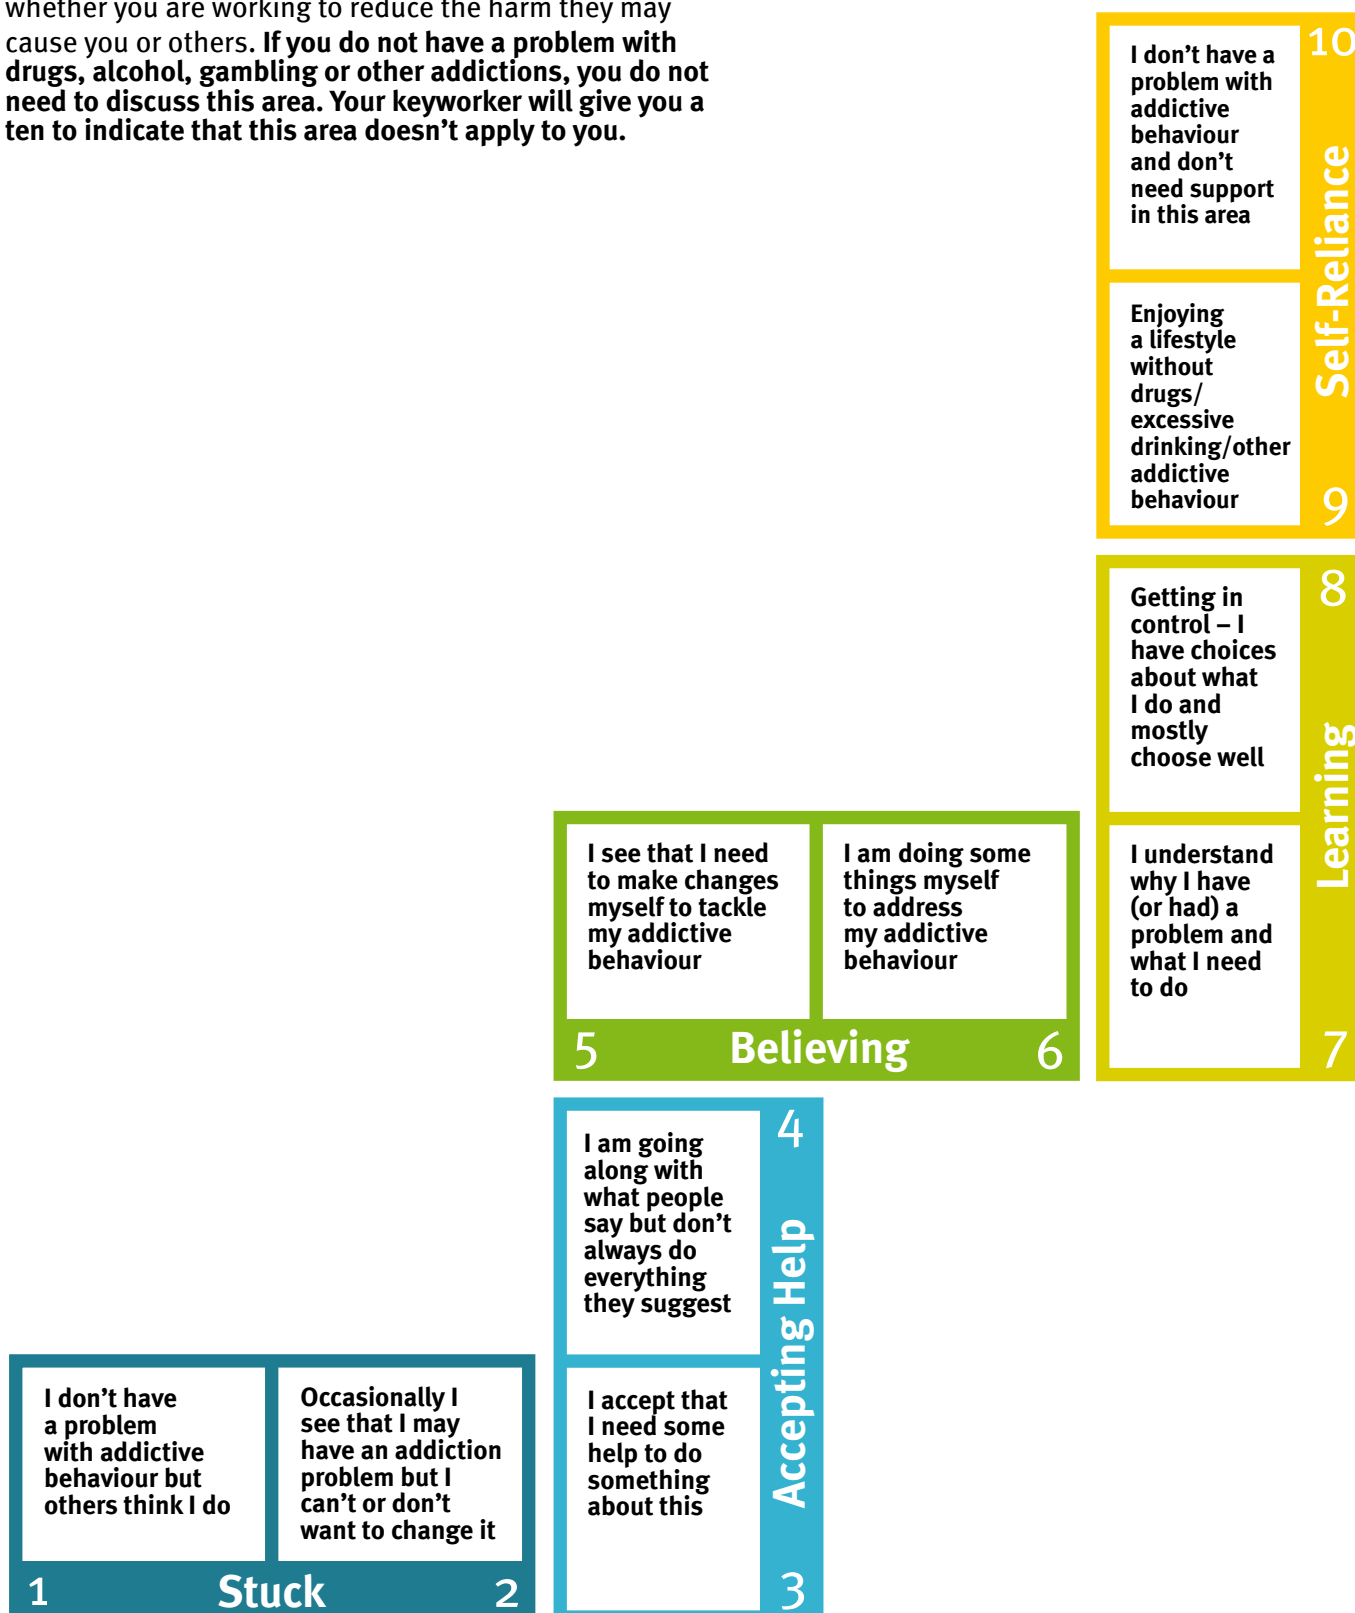 whether you are working to reduce the harm they may
cause you or others. If you do not have a problem with
drugs, alcohol, gambling or other addictions, you do not
need to discuss this area. Your keyworker will give you a
ten to indicate that this area doesn’t apply to you.
10
I don’t have a
problem with
addictive
behaviour
and don’t
need support
in this area
Self-Reliance
Enjoying
a lifestyle
without
drugs/
excessive
drinking/other
addictive
behaviour
9
8
Getting in
control – I
have choices
about what
I do and
mostly
choose well
Learning
I understand
why I have
(or had) a
problem and
what I need
to do
7
I see that I need
to make changes
myself to tackle
my addictive
behaviour
I am doing some
things myself
to address
my addictive
behaviour
5 Believing 6
4
I am going
along with
what people
say but don’t
always do
everything
they suggest
Accepting Help
I accept that
I need some
help to do
something
about this
3
I don’t have
a problem
with addictive
behaviour but
others think I do
Occasionally I
see that I may
have an addiction
problem but I
can’t or don’t
want to change it
1 Stuck 2